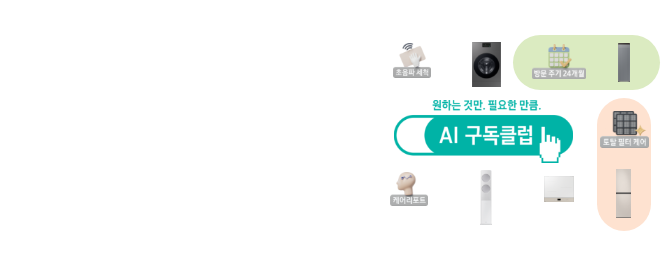 초음파 세척
방문 주기 24개월
원하는 것만. 필요한 만큼.
AI 구독클럽
토탈 필터 케어
케어리포트